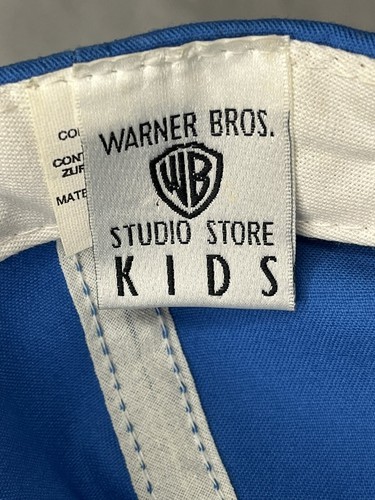 WARNER BROS.
WB
STUDIO STORE
KIDS